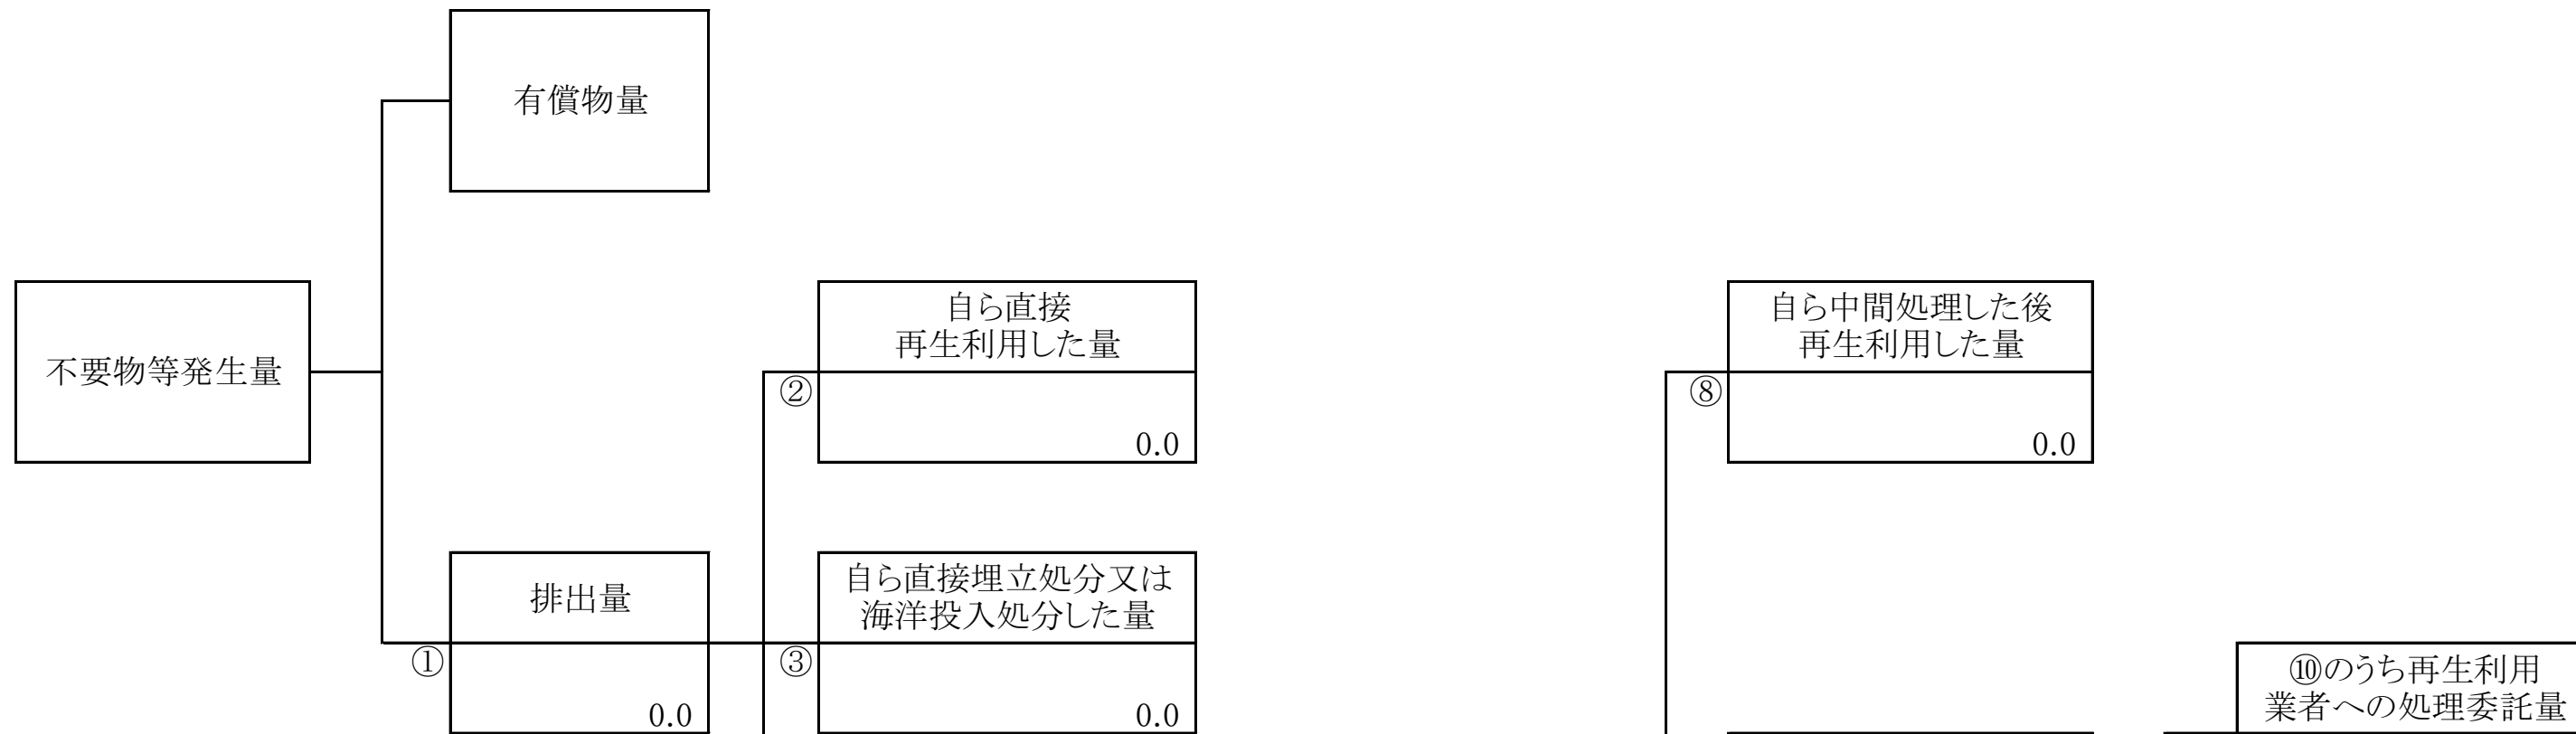 有償物量
不要物等発生量
自ら直接
再生利用した量
②
0.0
自ら中間処理した後
再生利用した量
⑧
0.0
排出量
①
0.0
自ら直接埋立処分又は
海洋投入処分した量
③
0.0
⑩のうち再生利用
業者への処理委託量